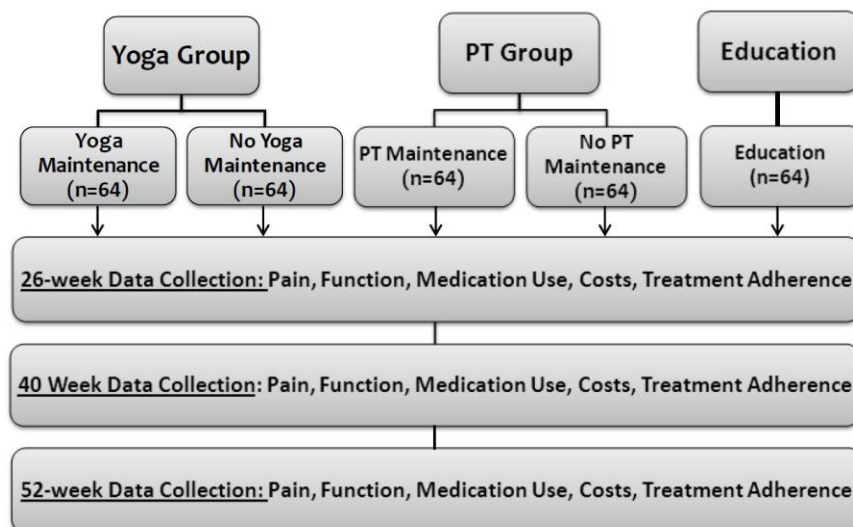 Yoga Group
PT Group
Education
Yoga
Maintenance
(n=64)
No Yoga
Maintenance
(n=64)
PT Maintenance
(n=64)
No PT
Maintenance
(n=64)
Education
(n=64)
26-week Data Collection: Pain, Function, Medication Use, Costs, Treatment Adherence
40 Week Data Collection: Pain, Function, Medication Use, Costs, Treatment Adherence
52-week Data Collection: Pain, Function, Medication Use, Costs, Treatment Adherence